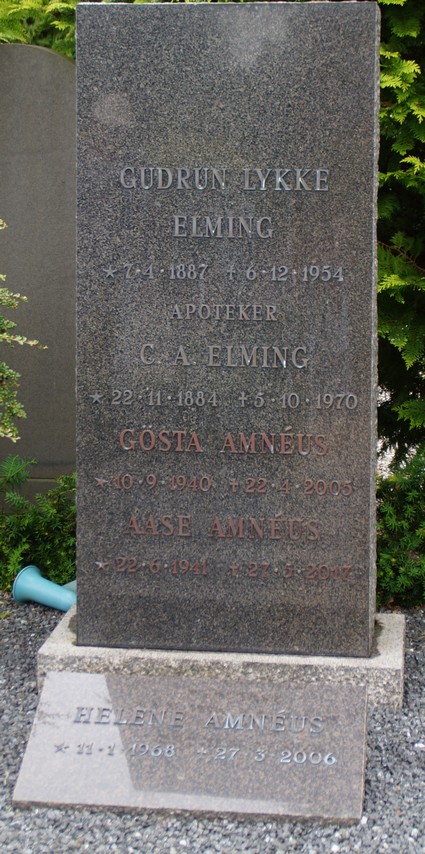 GUDRUN LYKKE
ELMING
* 7·4·1887 † 6·12·1954
APOTEKER
C. A. ELMING
* 22·11·1884 † 5·10·1970
GÖSTA AMNÉUS
* 10·9·1940 † 22·4·2005
AASE AMNÉUS
* 22·6·1941 † 27·5·2017
HELENE AMNÉUS
* 11·1·1968 † 27·5·2006